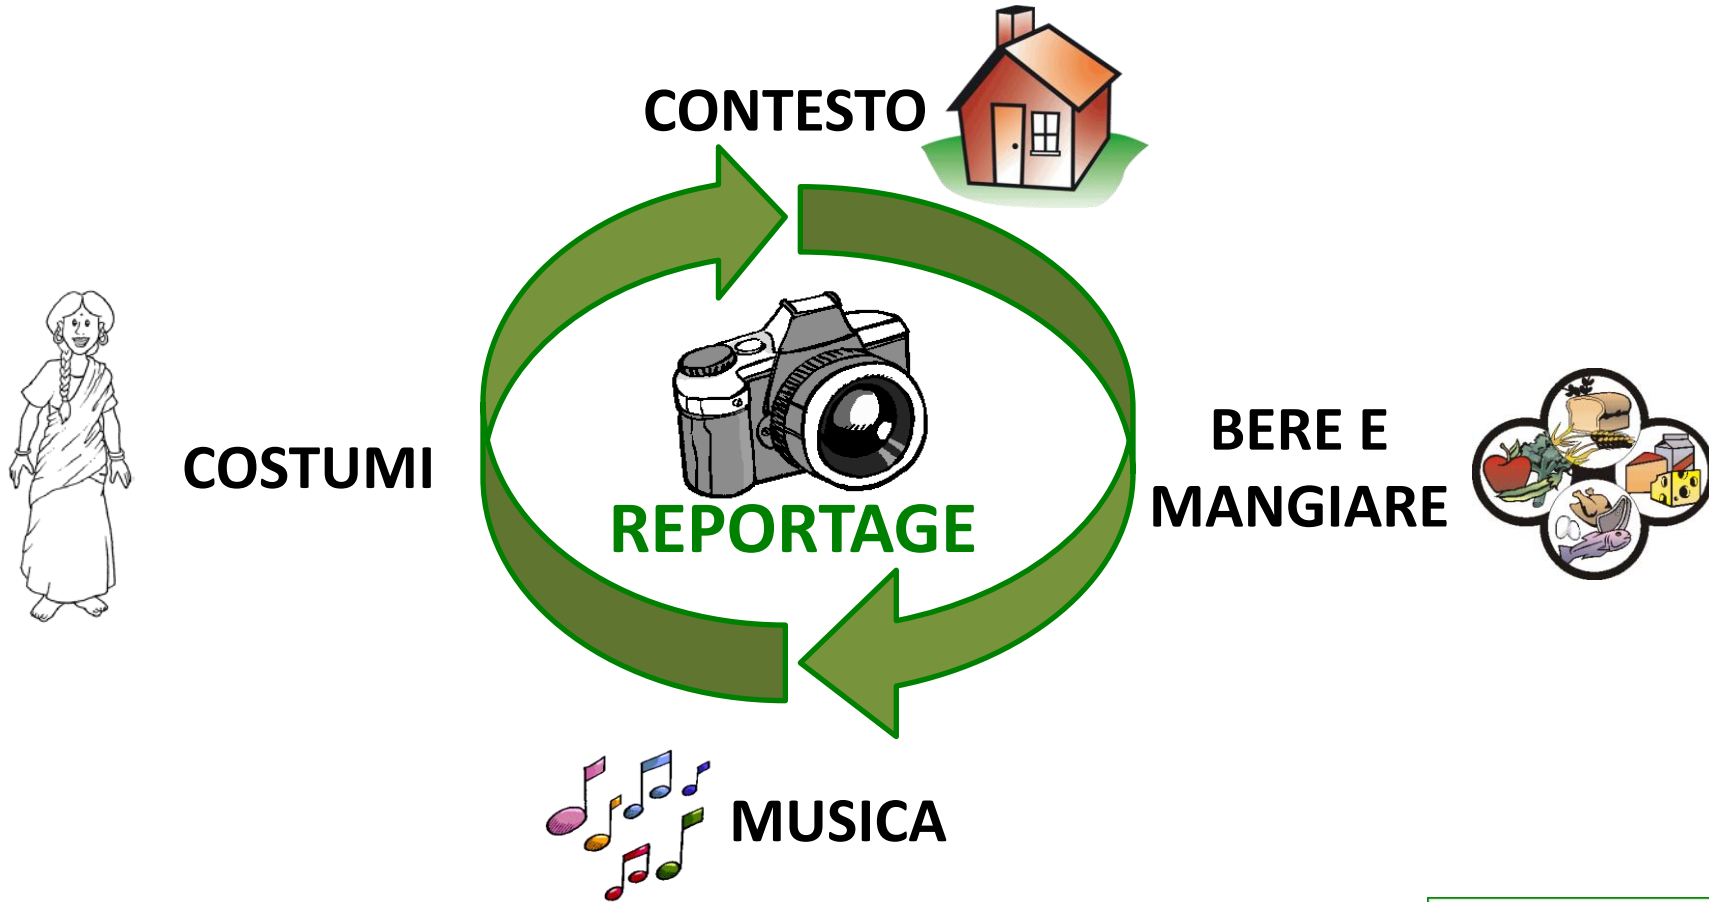 CONTESTO
COSTUMI
BERE E
MANGIARE
REPORTAGE
MUSICA